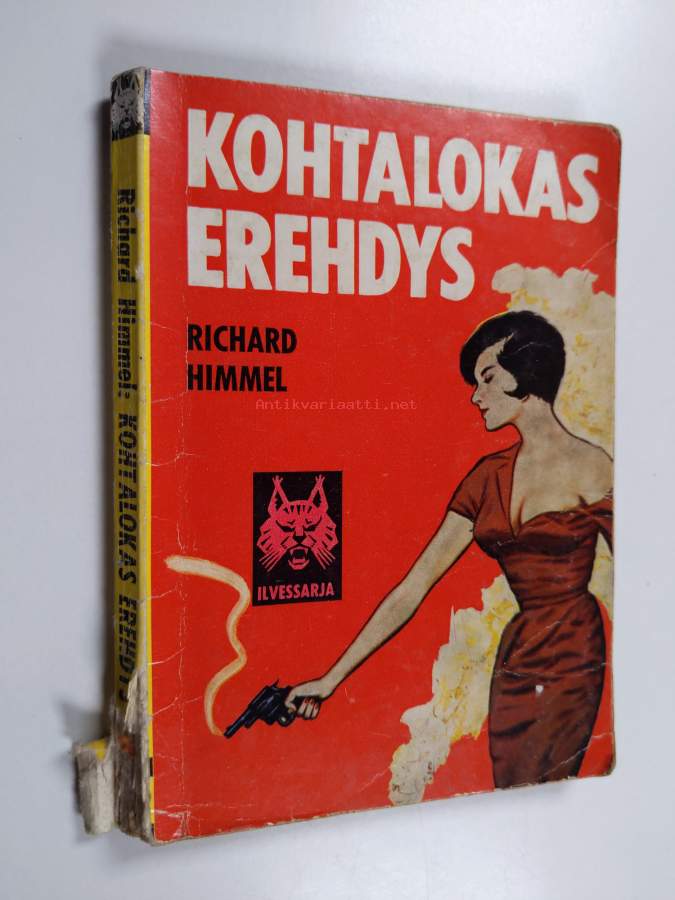 KOHTALOKAS
EREHDYS
RICHARD
HIMMEL
Antikvariaatti.net
ILVESSARJA
Richard Himmel: KOHTALOKAS EREHDYS